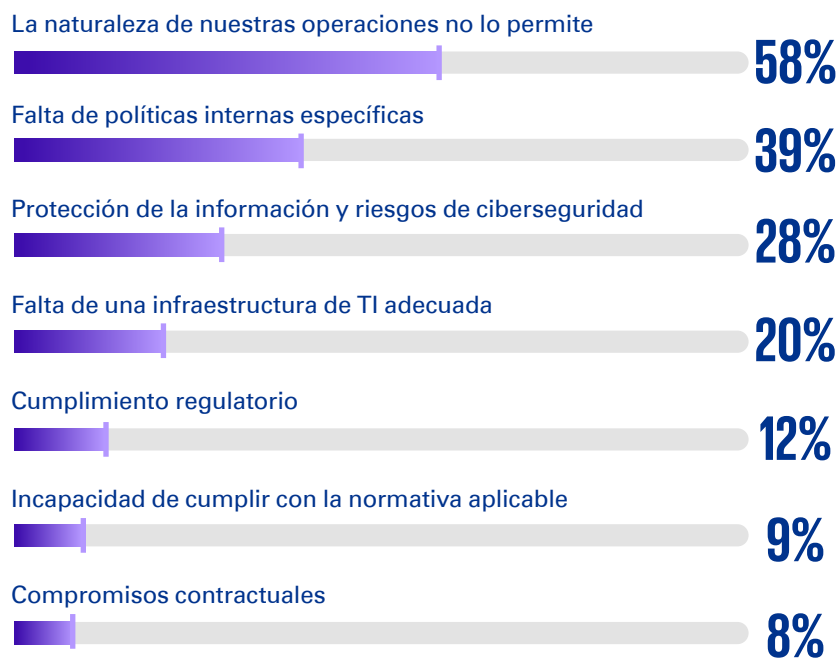 La naturaleza de nuestras operaciones no lo permite
58%
Falta de políticas internas específicas
39%
Protección de la información y riesgos de ciberseguridad
28%
Falta de una infraestructura de TI adecuada
20%
Cumplimiento regulatorio
12%
Incapacidad de cumplir con la normativa aplicable
9%
Compromisos contractuales
8%